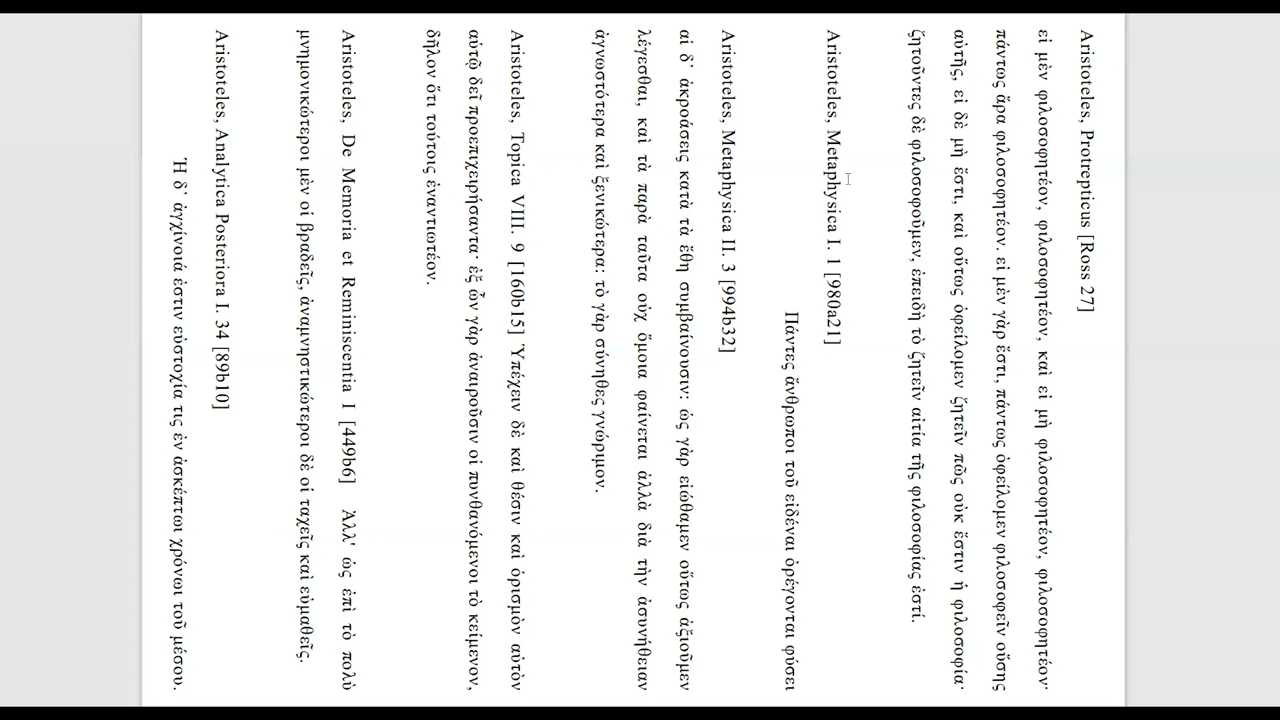 Aristoteles, Protrepticus [Ross 27]
εἰ μὲν φιλοσοφητέον, φιλοσοφητέον, καὶ εἰ μὴ φιλοσοφητέον, φιλοσοφητέον·
πάντως ἄρα φιλοσοφητέον. εἰ μὲν γὰρ ἔστι, πάντως ὀφείλομεν φιλοσοφεῖν οὔσης
αὐτῆς, εἰ δὲ μὴ ἔστι, καὶ οὕτως ὀφείλομεν ζητεῖν πῶς οὐκ ἔστιν ἡ φιλοσοφία·
ζητοῦντες δὲ φιλοσοφοῦμεν, ἐπειδὴ τὸ ζητεῖν αἰτία τῆς φιλοσοφίας ἐστί.
Aristoteles, Metaphysica I. 1 [980a21]
Πάντες ἄνθρωποι τοῦ εἰδέναι ὀρέγονται φύσει
Aristoteles, Metaphysica II. 3 [994b32]
αἱ δ᾽ ἀκροάσεις κατὰ τὰ ἔθη συμβαίνουσιν: ὡς γὰρ εἰώθαμεν οὕτως ἀξιοῦμεν
λέγεσθαι, καὶ τὰ παρὰ ταῦτα οὐχ ὅμοια φαίνεται ἀλλὰ διὰ τὴν ἀσυνήθειαν
ἀγνωστότερα καὶ ξενικώτερα: τὸ γὰρ σύνηθες γνώριμον.
Aristoteles, Topica VIII. 9 [160b15] Ὑπέχειν δὲ καὶ θέσιν καὶ ὁρισμὸν αὐτὸν
αὑτῷ δεῖ προεπιχειρήσαντα· ἐξ ὧν γὰρ ἀναιροῦσιν οἱ πυνθανόμενοι τὸ κείμενον,
δῆλον ὅτι τούτοις ἐναντιωτέον.
Aristoteles, De Memoria et Reminiscentia I [449b6] Ἀλλ' ὡς ἐπὶ τὸ πολὺ
μνημονικώτεροι μὲν οἱ βραδεῖς, ἀναμνηστικώτεροι δὲ οἱ ταχεῖς καὶ εὐμαθεῖς.
Aristoteles, Analytica Posteriora I. 34 [89b10]
Ἡ δ᾽ ἀγχίνοιά ἐστιν εὐστοχία τις ἐν ἀσκέπτωι χρόνωι τοῦ μέσου.